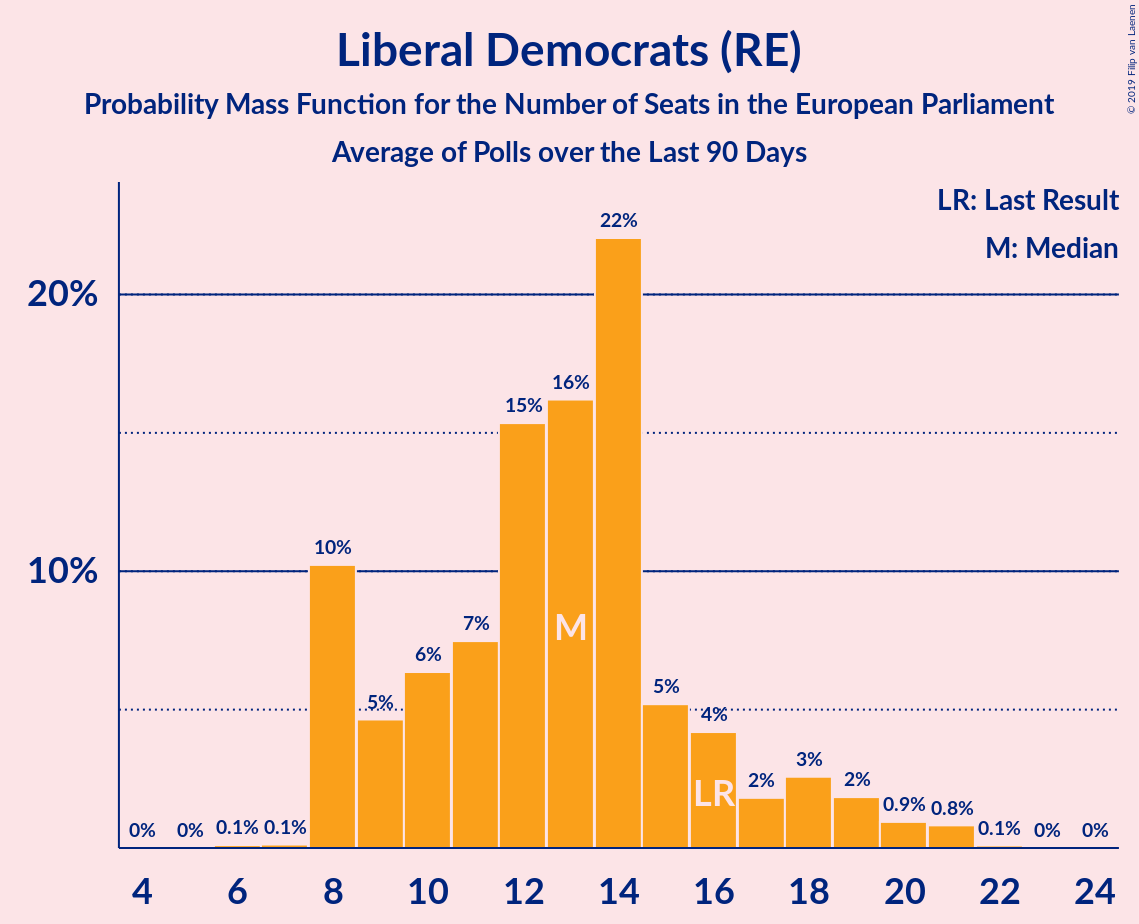 Liberal Democrats (RE)
Probability Mass Function for the Number of Seats in the European Parliament
Average of Polls over the Last 90 Days
© 2019 Filip van Laenen
LR: Last Result
M: Median
20%
10%
0%
0%
0.1%
0.1%
10%
5%
6%
7%
15%
16%
22%
5%
4%
2%
3%
2%
0.9%
0.8%
0.1%
0%
0%
M
LR
4 6 8 10 12 14 16 18 20 22 24